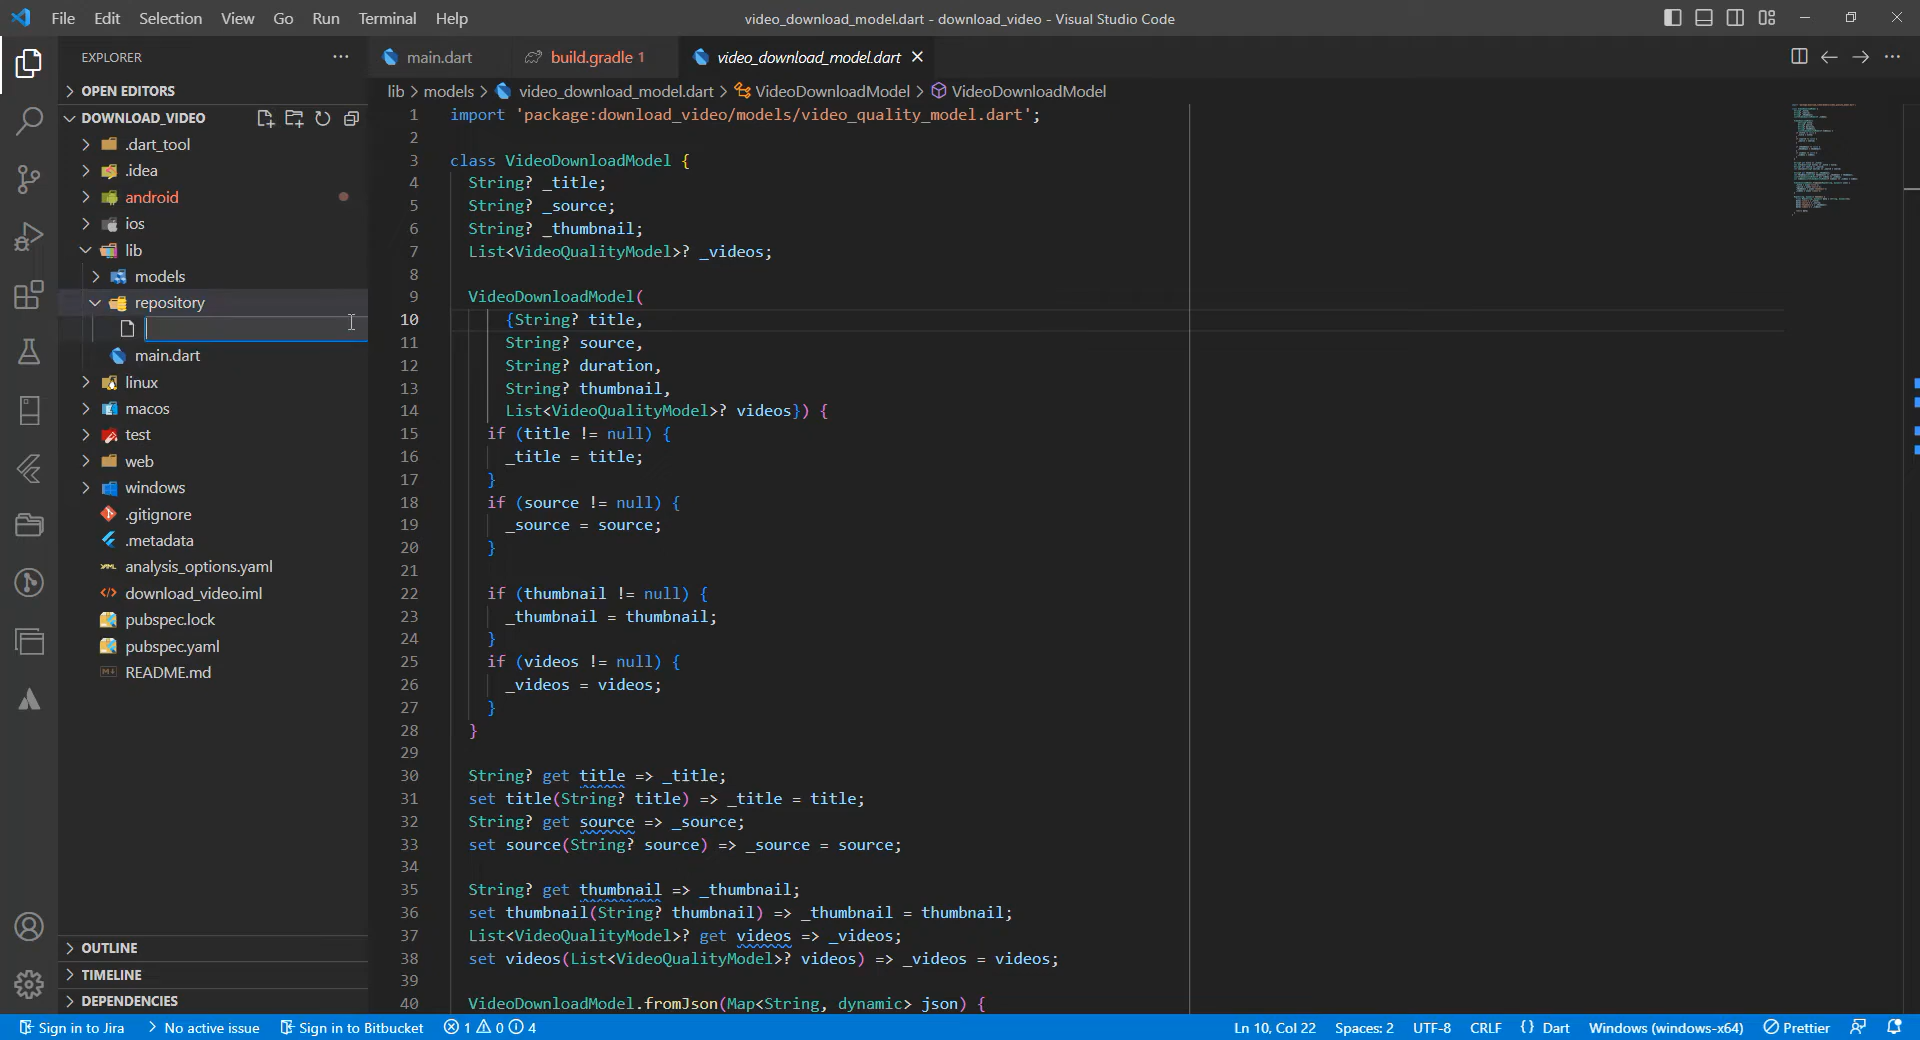 File Edit Selection View Go Run Terminal Help
video_download_model.dart - download_video - Visual Studio Code
EXPLORER
OPEN EDITORS
DOWNLOAD_VIDEO
.dart_tool
.idea
android
ios
lib
models
repository
main.dart
linux
macos
test
web
windows
.gitignore
.metadata
analysis_options.yaml
download_video.iml
pubspec.lock
pubspec.yaml
README.md
OUTLINE
TIMELINE
DEPENDENCIES
main.dart build.gradle 1 video_download_model.dart
lib > models > video_download_model.dart > VideoDownloadModel > VideoDownloadModel
1 import 'package:download_video/models/video_quality_model.dart';
2
3 class VideoDownloadModel {
4 String? _title;
5 String? _source;
6 String? _thumbnail;
7 List<VideoQualityModel>? _videos;
8
9 VideoDownloadModel(
10 {String? title,
11 String? source,
12 String? duration,
13 String? thumbnail,
14 List<VideoQualityModel>? videos}) {
15 if (title != null) {
16 _title = title;
17 }
18 if (source != null) {
19 _source = source;
20 }
21
22 if (thumbnail != null) {
23 _thumbnail = thumbnail;
24 }
25 if (videos != null) {
26 _videos = videos;
27 }
28 }
29
30 String? get title => _title;
31 set title(String? title) => _title = title;
32 String? get source => _source;
33 set source(String? source) => _source = source;
34
35 String? get thumbnail => _thumbnail;
36 set thumbnail(String? thumbnail) => _thumbnail = thumbnail;
37 List<VideoQualityModel>? get videos => _videos;
38 set videos(List<VideoQualityModel>? videos) => _videos = videos;
39
40 VideoDownloadModel.fromJson(Map<String, dynamic> json) {
Sign in to Jira > No active issue Sign in to Bitbucket 1 0 4 Ln 10, Col 22 Spaces: 2 UTF-8 CRLF {} Dart Windows (windows-x64) Prettier